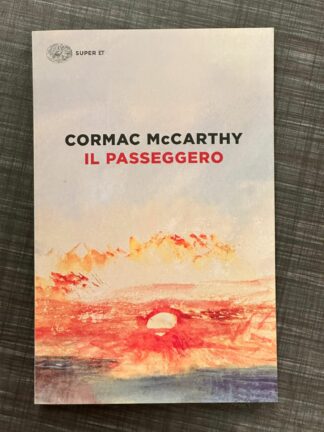 SUPER ET
CORMAC McCARTHY
IL PASSEGGERO